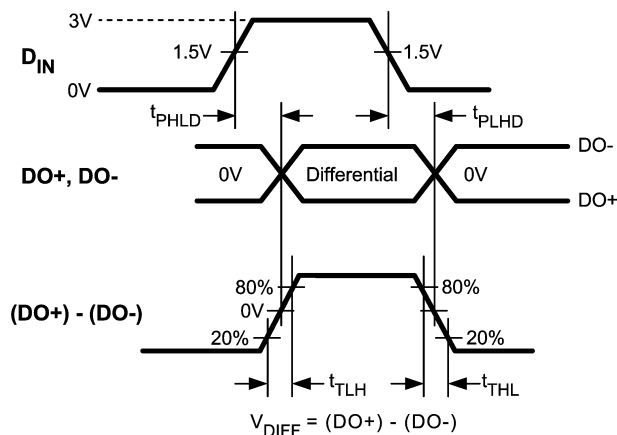 3V
D_IN
1.5V
1.5V
0V
t_PHLD
t_PLHD
DO-
DO+, DO-
0V
Differential
0V
DO+
80%
80%
(DO+) - (DO-)
0V
20%
20%
t_TLH
t_THL
V_DIFF = (DO+) - (DO-)